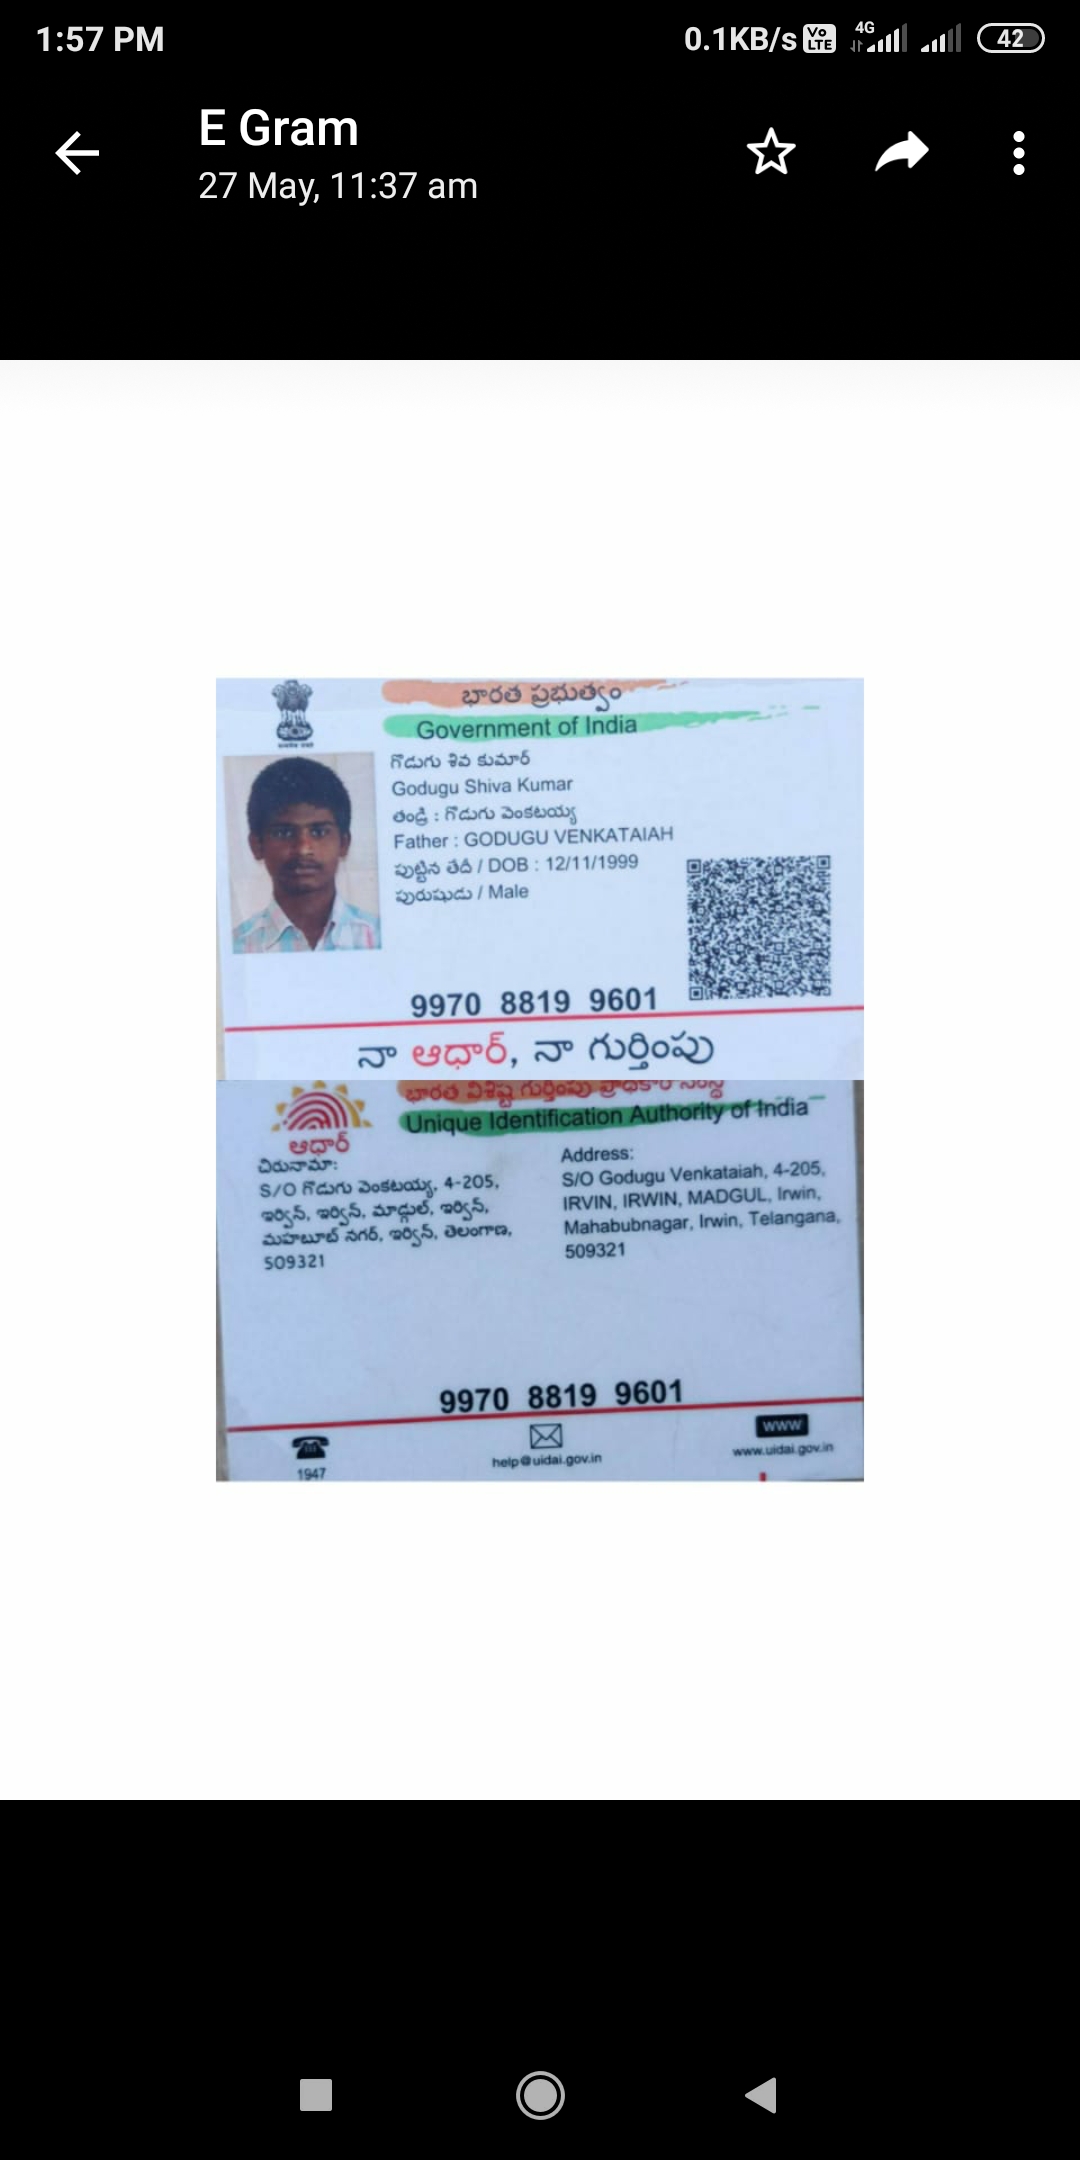 1:57 PM
0.1KB/s Vo LTE 4G 42
E Gram
27 May, 11:37 am
భారత ప్రభుత్వం
Government of India
గొడుగు శివ కుమార్
Godugu Shiva Kumar
తండ్రి : గొడుగు వెంకటయ్య
Father : GODUGU VENKATAIAH
పుట్టిన తేదీ / DOB : 12/11/1999
పురుషుడు / Male
9970 8819 9601
నా ఆధార్, నా గుర్తింపు
భారత విశిష్ట గుర్తింపు ప్రాధికార సంస్థ
Unique Identification Authority of India
ఆధార్
చిరునామా:
S/O గొడుగు వెంకటయ్య, 4-205,
ఇర్విన్, ఇర్విన్, మాడ్గుల్, ఇర్విన్,
మహబూబ్ నగర్, ఇర్విన్, తెలంగాణ,
509321
Address:
S/O Godugu Venkataiah, 4-205,
IRVIN, IRWIN, MADGUL, Irwin,
Mahabubnagar, Irwin, Telangana,
509321
9970 8819 9601
1947
help@uidai.gov.in
www
www.uidai.gov.in